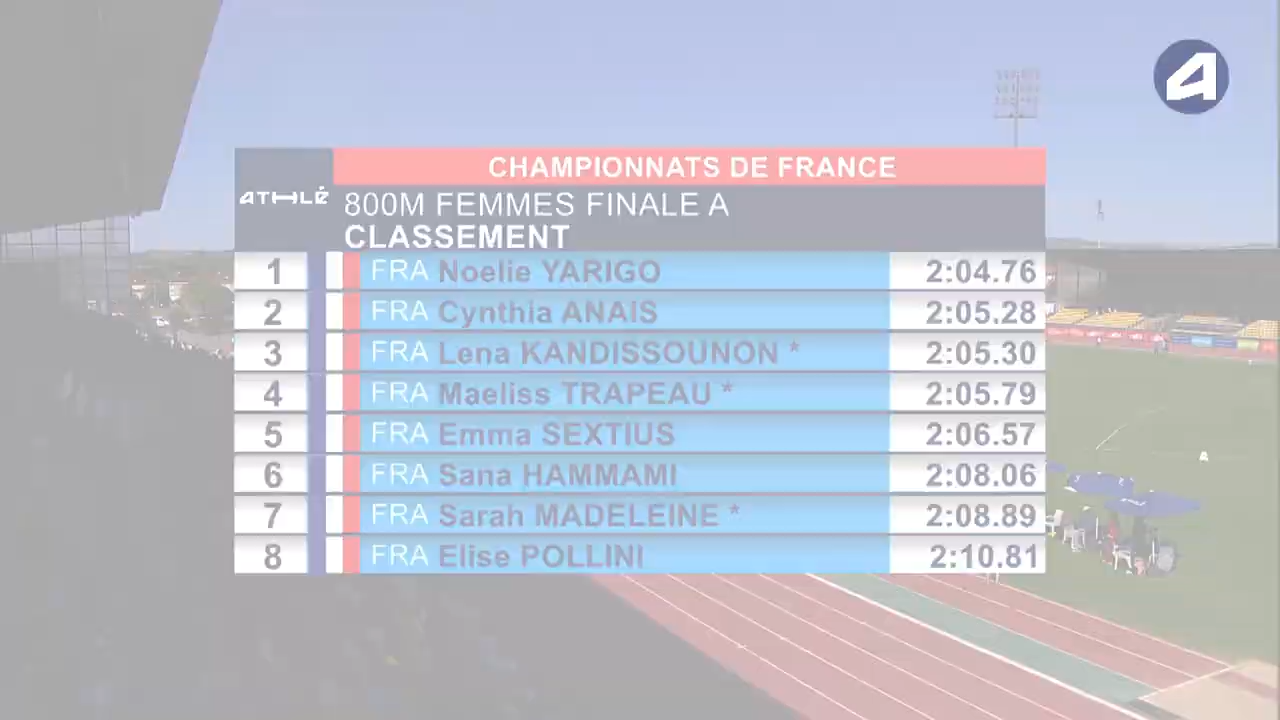 CHAMPIONNATS DE FRANCE
ATHLÉ
800M FEMMES FINALE A
CLASSEMENT
1 FRA Noelie YARIGO 2:04.76
2 FRA Cynthia ANAIS 2:05.28
3 FRA Lena KANDISSOUNON * 2:05.30
4 FRA Maeliss TRAPEAU * 2:05.79
5 FRA Emma SEXTIUS 2:06.57
6 FRA Sana HAMMAMI 2:08.06
7 FRA Sarah MADELEINE * 2:08.89
8 FRA Elise POLLINI 2:10.81